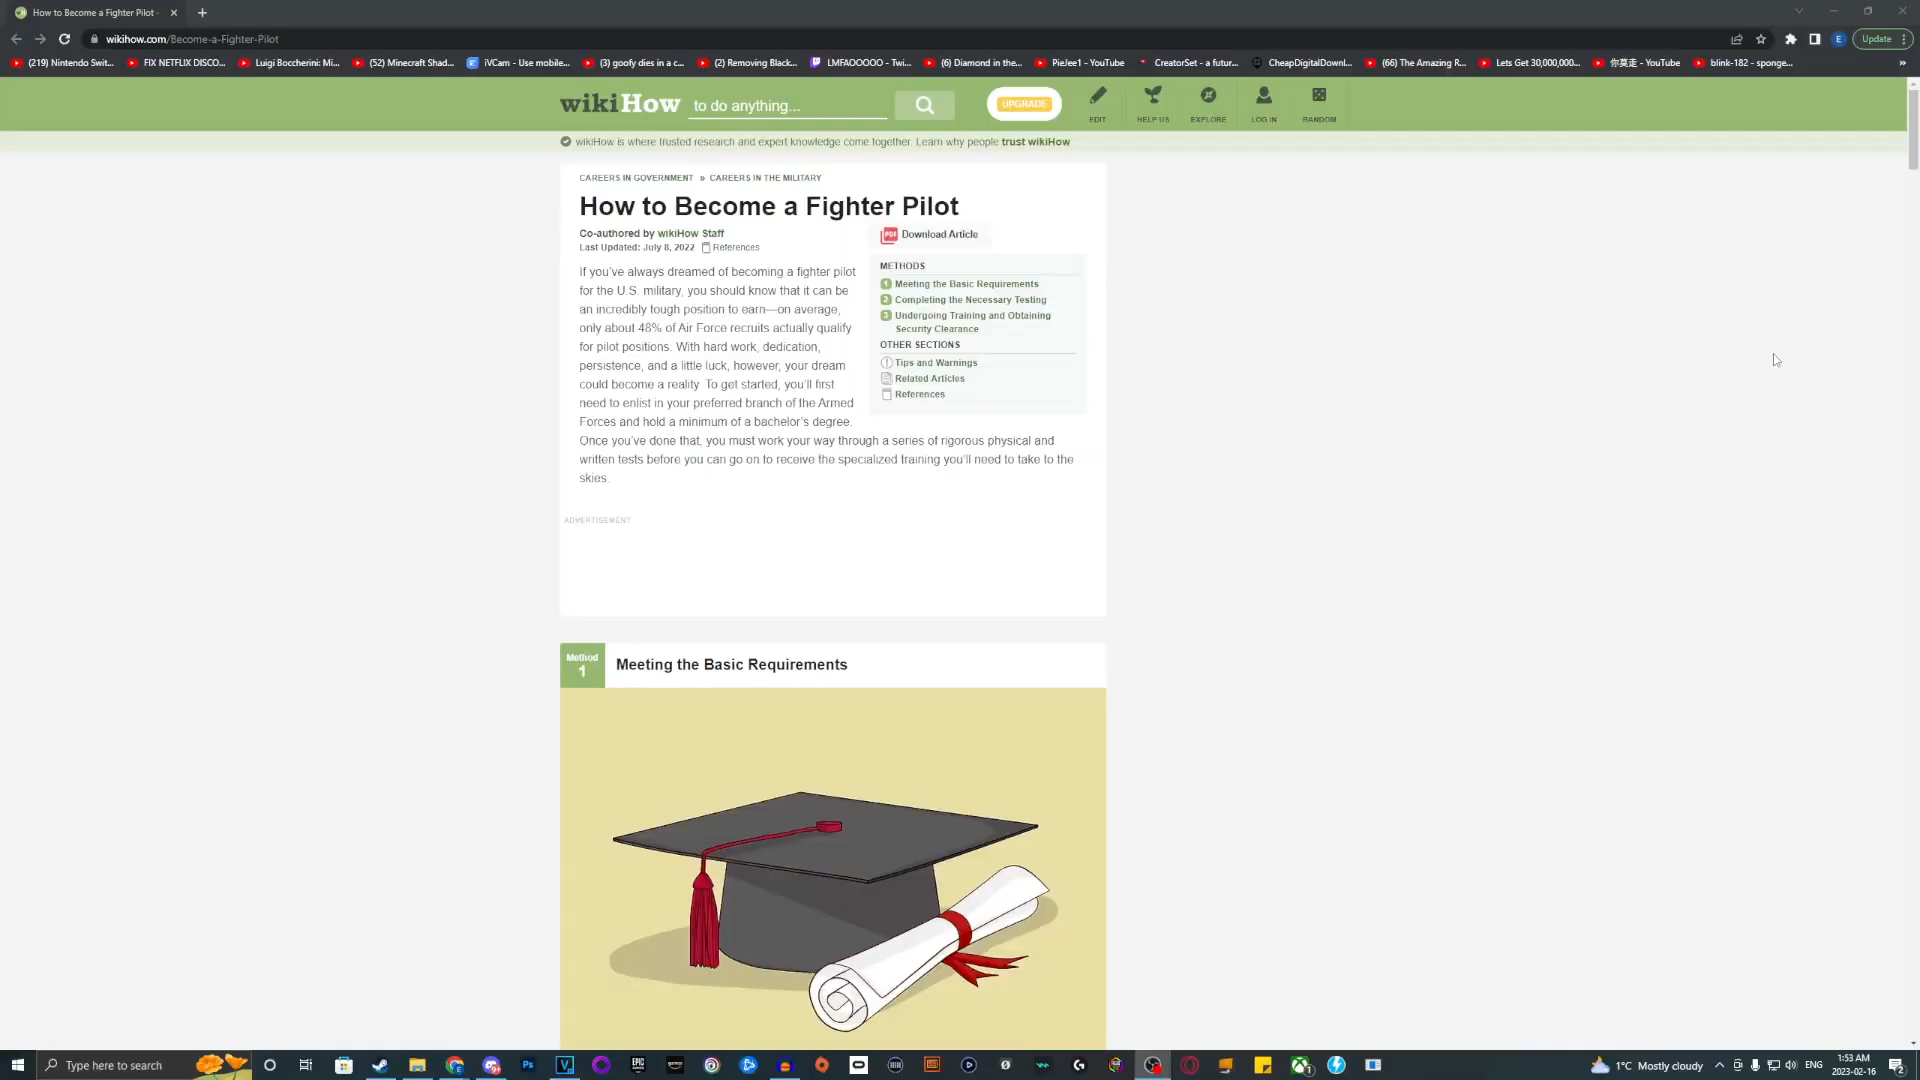 How to Become a Fighter Pilot -
wikihow.com/Become-a-Fighter-Pilot
E
Update
(219) Nintendo Swit...
FIX NETFLIX DISCO...
Luigi Boccherini: Mi...
(52) Minecraft Shad...
iVCam - Use mobile...
(3) goofy dies in a c...
(2) Removing Black...
LMFAOOOOO - Twi...
(6) Diamond in the...
PieJee1 - YouTube
CreatorSet - a futur...
CheapDigitalDownl...
(66) The Amazing R...
Lets Get 30,000,000...
你莫走 - YouTube
blink-182 - sponge...
wikiHow to do anything...
UPGRADE
EDIT
HELP US
EXPLORE
LOG IN
RANDOM
wikiHow is where trusted research and expert knowledge come together. Learn why people trust wikiHow
CAREERS IN GOVERNMENT » CAREERS IN THE MILITARY
How to Become a Fighter Pilot
Co-authored by wikiHow Staff
Last Updated: July 8, 2022 References
PDF Download Article
If you've always dreamed of becoming a fighter pilot
for the U.S. military, you should know that it can be
an incredibly tough position to earn—on average,
only about 48% of Air Force recruits actually qualify
for pilot positions. With hard work, dedication,
persistence, and a little luck, however, your dream
could become a reality. To get started, you'll first
need to enlist in your preferred branch of the Armed
Forces and hold a minimum of a bachelor's degree.
Once you've done that, you must work your way through a series of rigorous physical and
written tests before you can go on to receive the specialized training you'll need to take to the
skies.
METHODS
1 Meeting the Basic Requirements
2 Completing the Necessary Testing
3 Undergoing Training and Obtaining
Security Clearance
OTHER SECTIONS
Tips and Warnings
Related Articles
References
ADVERTISEMENT
Method
1
Meeting the Basic Requirements
Type here to search
1°C Mostly cloudy
ENG
1:53 AM
2023-02-16
2